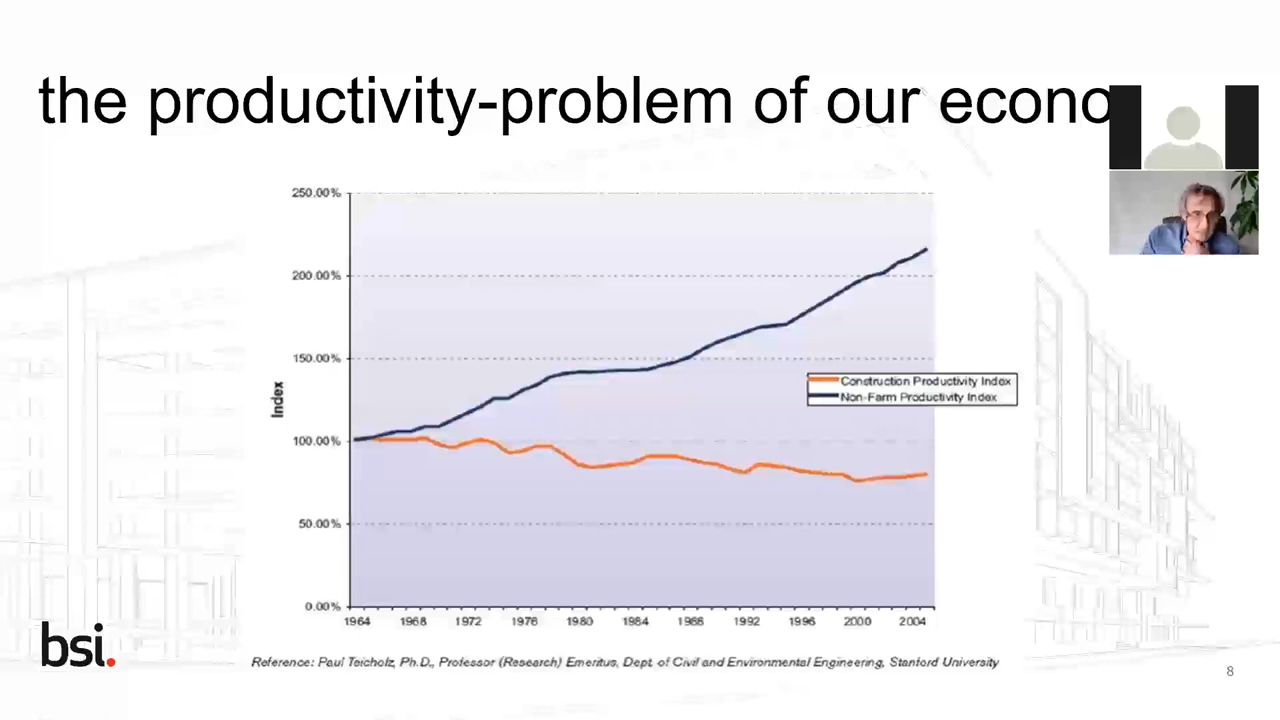 the productivity-problem of our econo
250.00%
200.00%
150.00%
100.00%
50.00%
0.00%
Index
1964 1968 1972 1976 1980 1984 1988 1992 1996 2000 2004
Construction Productivity Index
Non-Farm Productivity Index
Reference: Paul Teicholz, Ph.D., Professor (Research) Emeritus, Dept. of Civil and Environmental Engineering, Stanford University
bsi.
8